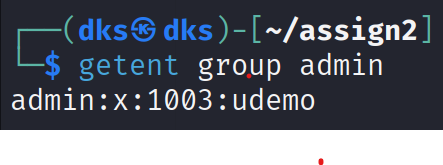 ┌──(dks㉿dks)-[~/assign2]
└─$ getent group admin
admin:x:1003:udemo